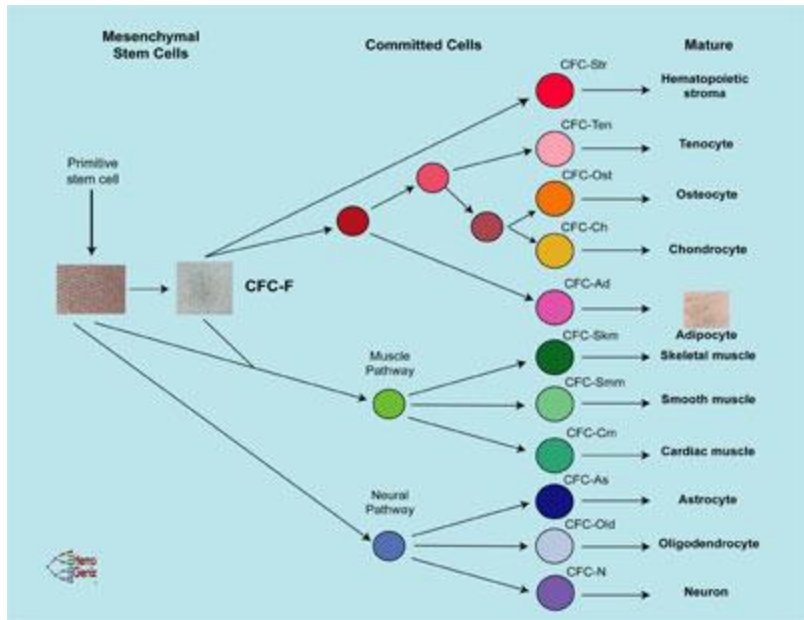 Mesenchymal
Stem Cells
Committed Cells
Mature
CFC-Str
Hematopoietic
stroma
CFC-Ten
Tenocyte
Primitive
stem cell
CFC-Ost
Osteocyte
CFC-Ch
Chondrocyte
CFC-F
CFC-Ad
Adipocyte
CFC-Skm
Skeletal muscle
Muscle
Pathway
CFC-Smm
Smooth muscle
CFC-Cm
Cardiac muscle
CFC-As
Astrocyte
Neural
Pathway
CFC-Old
Oligodendrocyte
CFC-N
Neuron
Hemo
Genix